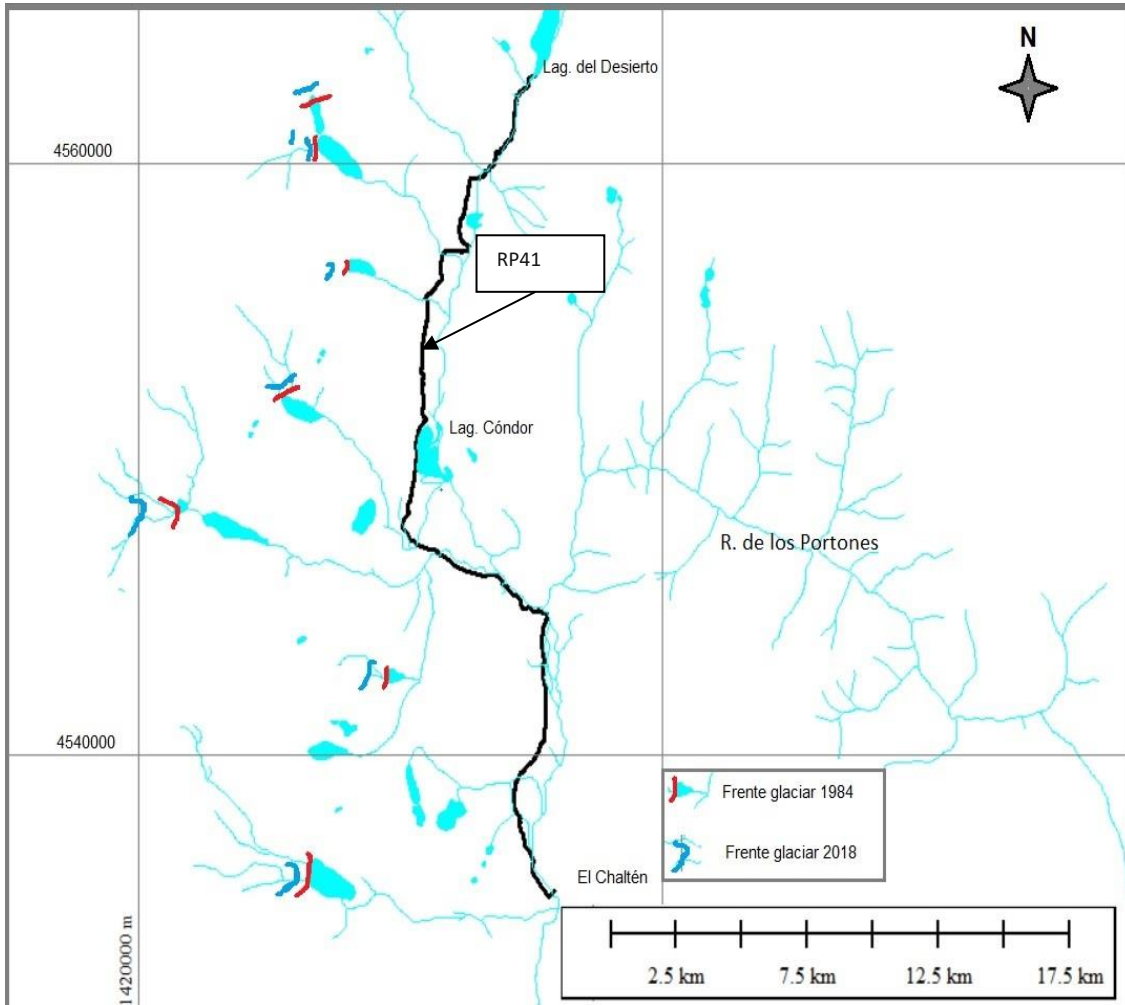 N
Lag. del Desierto
4560000
RP41
Lag. Cóndor
R. de los Portones
4540000
Frente glaciar 1984
Frente glaciar 2018
El Chaltén
1420000 m
2.5 km 7.5 km 12.5 km 17.5 km